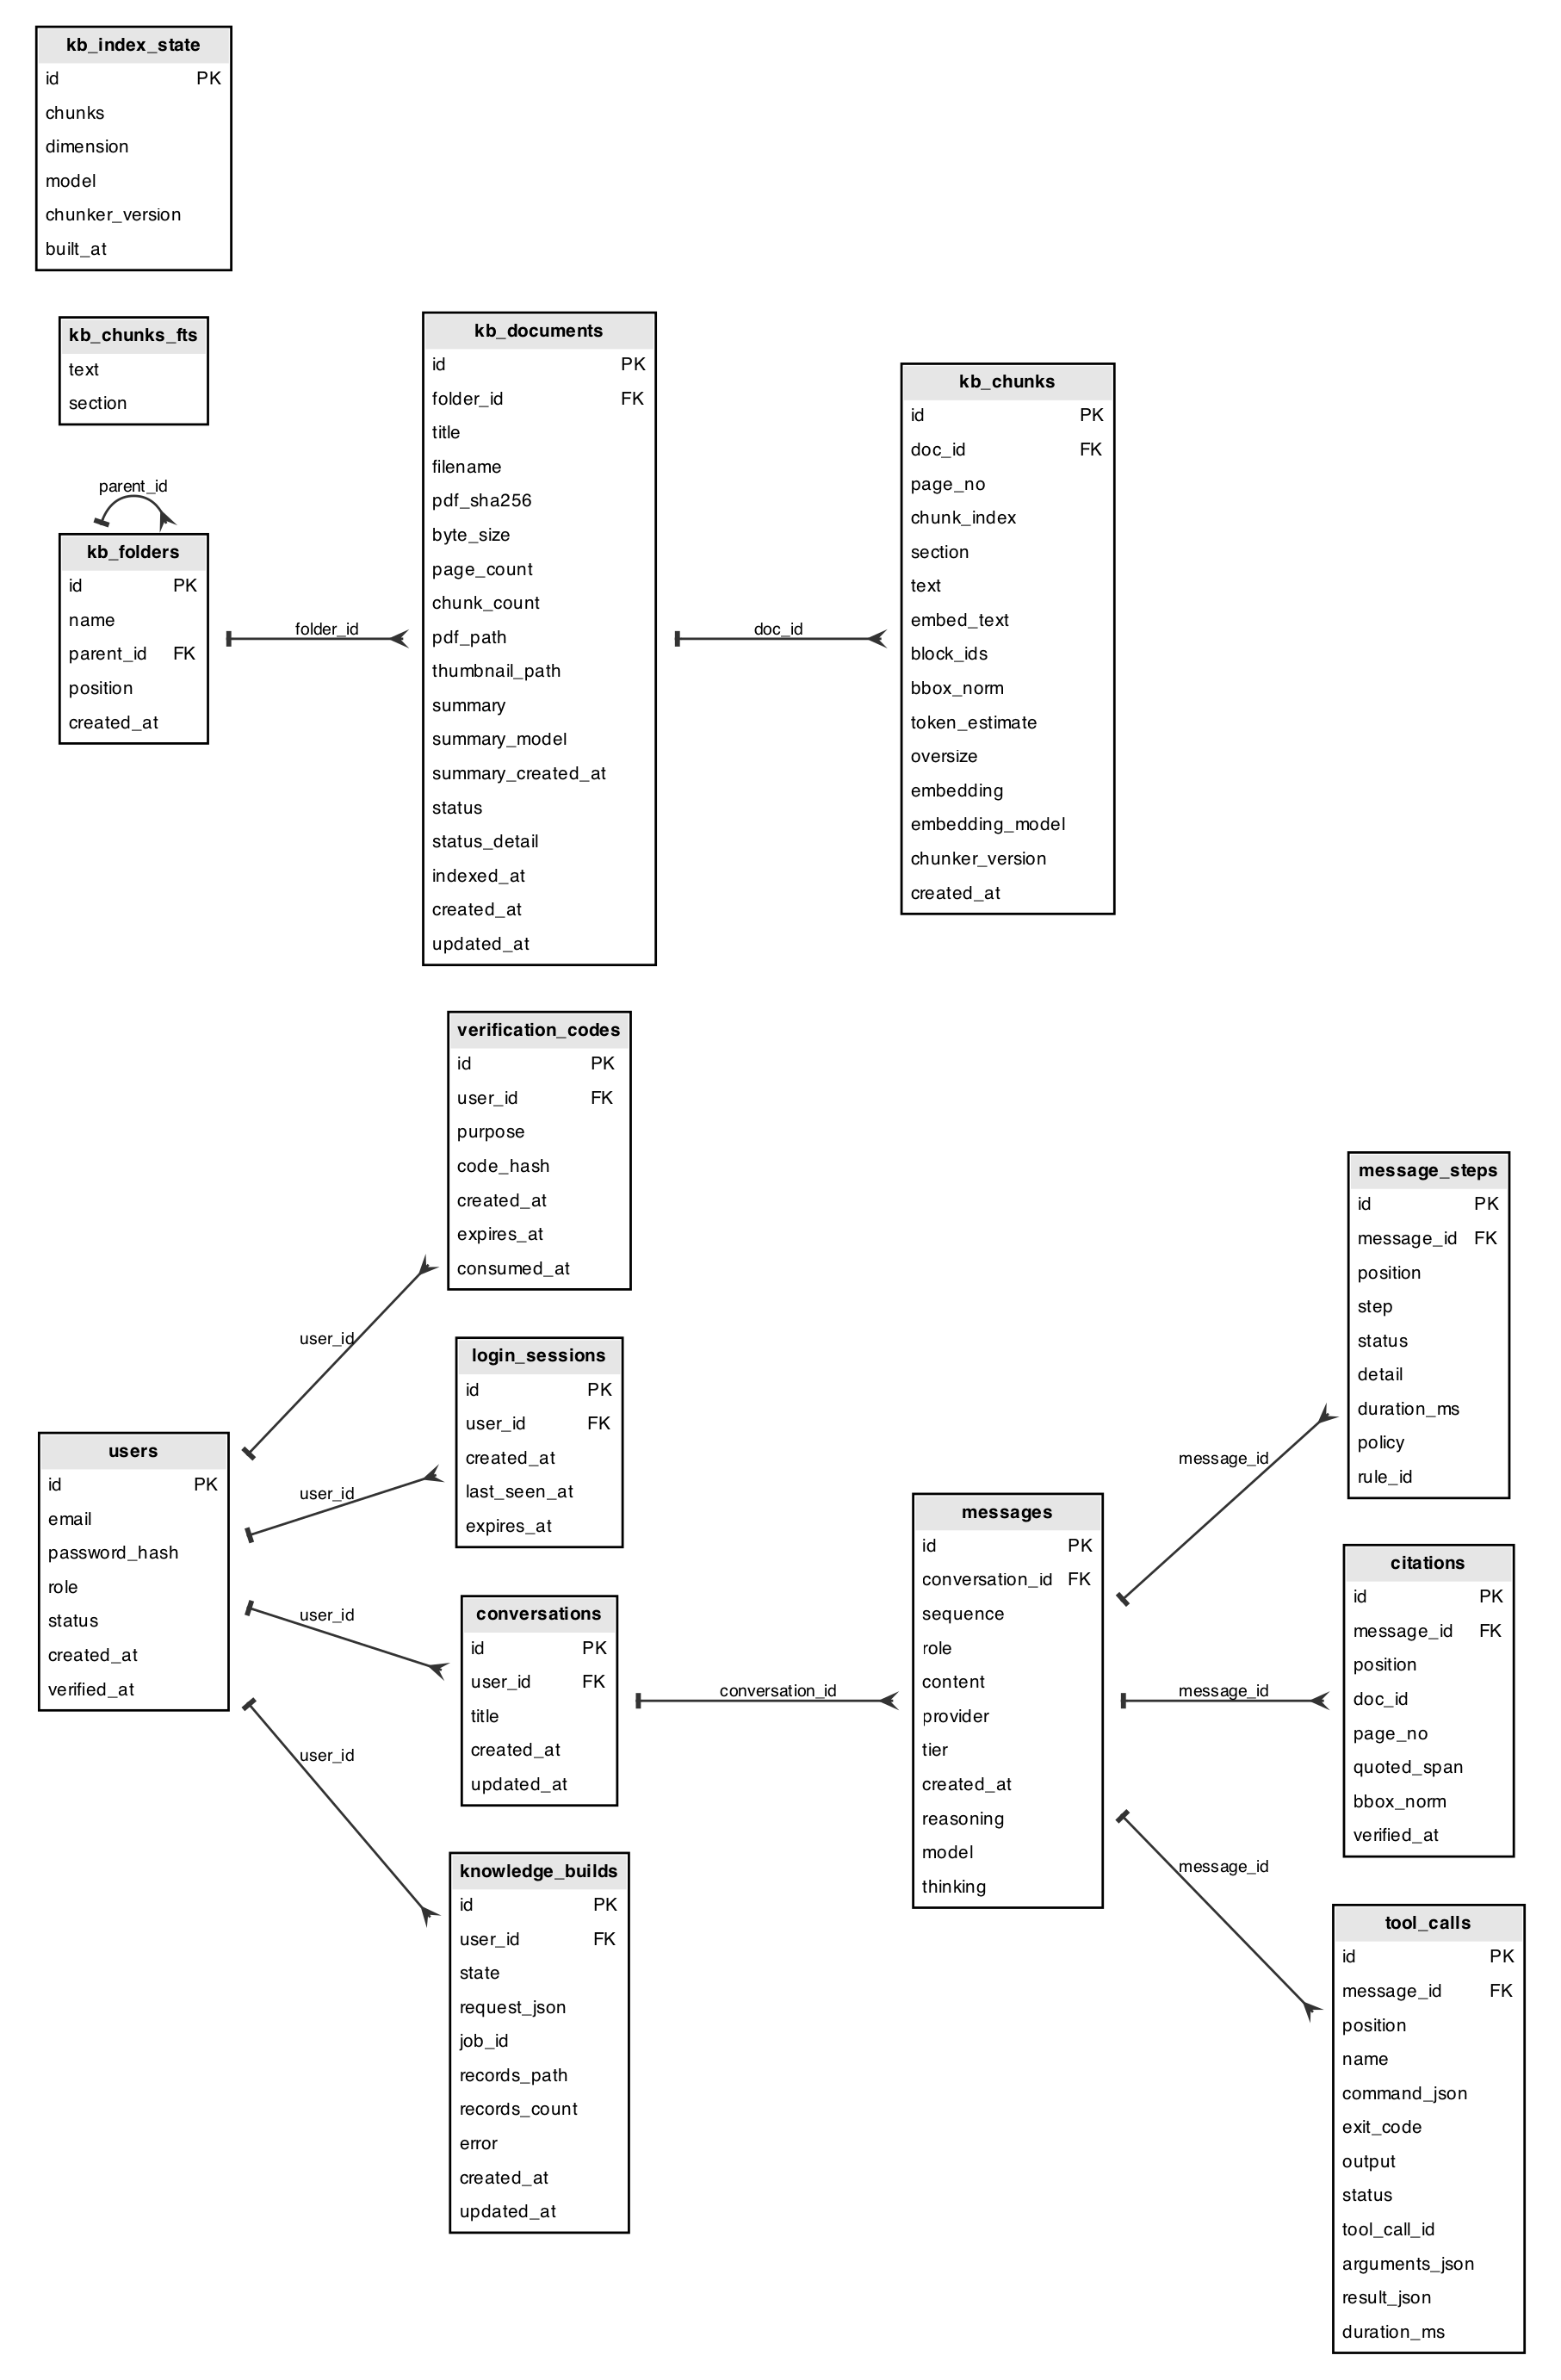 kb_index_state
id PK
chunks
dimension
model
chunker_version
built_at
kb_chunks_fts
text
section
parent_id
kb_folders
id PK
name
parent_id FK
position
created_at
folder_id
kb_documents
id PK
folder_id FK
title
filename
pdf_sha256
byte_size
page_count
chunk_count
pdf_path
thumbnail_path
summary
summary_model
summary_created_at
status
status_detail
indexed_at
created_at
updated_at
doc_id
kb_chunks
id PK
doc_id FK
page_no
chunk_index
section
text
embed_text
block_ids
bbox_norm
token_estimate
oversize
embedding
embedding_model
chunker_version
created_at
users
id PK
email
password_hash
role
status
created_at
verified_at
user_id
user_id
user_id
user_id
verification_codes
id PK
user_id FK
purpose
code_hash
created_at
expires_at
consumed_at
login_sessions
id PK
user_id FK
created_at
last_seen_at
expires_at
conversations
id PK
user_id FK
title
created_at
updated_at
knowledge_builds
id PK
user_id FK
state
request_json
job_id
records_path
records_count
error
created_at
updated_at
conversation_id
messages
id PK
conversation_id FK
sequence
role
content
provider
tier
created_at
reasoning
model
thinking
message_id
message_id
message_id
message_steps
id PK
message_id FK
position
step
status
detail
duration_ms
policy
rule_id
citations
id PK
message_id FK
position
doc_id
page_no
quoted_span
bbox_norm
verified_at
tool_calls
id PK
message_id FK
position
name
command_json
exit_code
output
status
tool_call_id
arguments_json
result_json
duration_ms